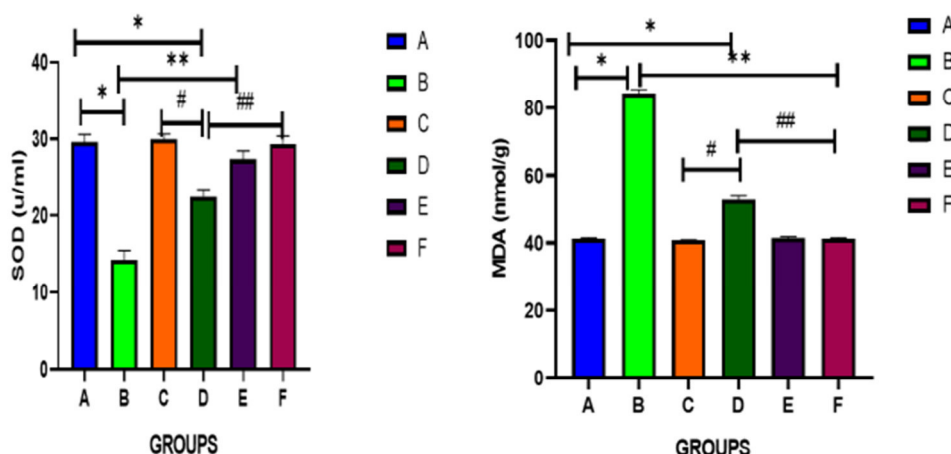 *
**
*
#
##
SOD (u/ml)
40
30
20
10
0
A B C D E F
GROUPS
A
B
C
D
E
F
*
*
**
#
##
MDA (nmol/g)
100
80
60
40
20
0
A B C D E F
GROUPS
A
B
C
D
E
F